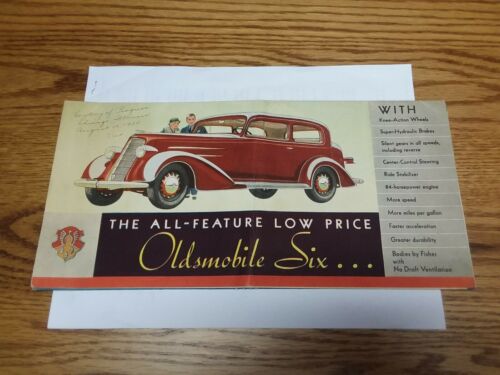 WITH
Knee-Action Wheels
Super-Hydraulic Brakes
Silent gears in all speeds,
including reverse
Center-Control Steering
Ride Stabilizer
84-horsepower engine
More speed
More miles per gallon
Faster acceleration
Greater durability
Bodies by Fisher
with
No Draft Ventilation
THE ALL-FEATURE LOW PRICE
Oldsmobile Six...